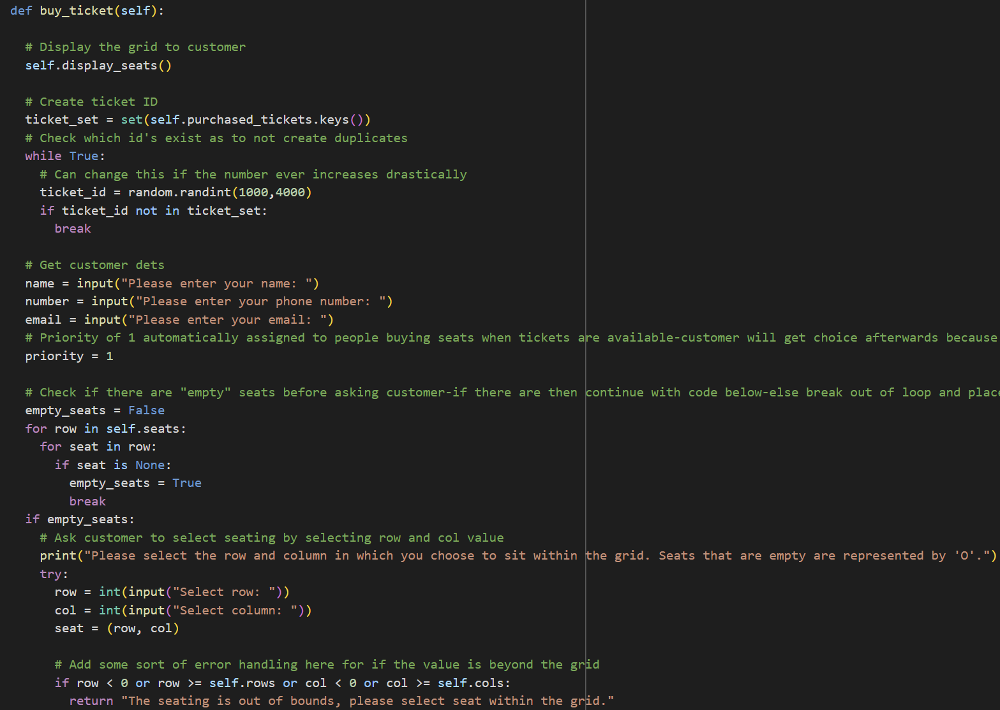 def buy_ticket(self):
# Display the grid to customer
self.display_seats()
# Create ticket ID
ticket_set = set(self.purchased_tickets.keys())
# Check which id's exist as to not create duplicates
while True:
# Can change this if the number ever increases drastically
ticket_id = random.randint(1000,4000)
if ticket_id not in ticket_set:
break
# Get customer dets
name = input("Please enter your name: ")
number = input("Please enter your phone number: ")
email = input("Please enter your email: ")
# Priority of 1 automatically assigned to people buying seats when tickets are available-customer will get choice afterwards because
priority = 1
# Check if there are "empty" seats before asking customer-if there are then continue with code below-else break out of loop and plac
empty_seats = False
for row in self.seats:
for seat in row:
if seat is None:
empty_seats = True
break
if empty_seats:
# Ask customer to select seating by selecting row and col value
print("Please select the row and column in which you choose to sit within the grid. Seats that are empty are represented by 'O'.")
try:
row = int(input("Select row: "))
col = int(input("Select column: "))
seat = (row, col)
# Add some sort of error handling here for if the value is beyond the grid
if row < 0 or row >= self.rows or col < 0 or col >= self.cols:
return "The seating is out of bounds, please select seat within the grid."